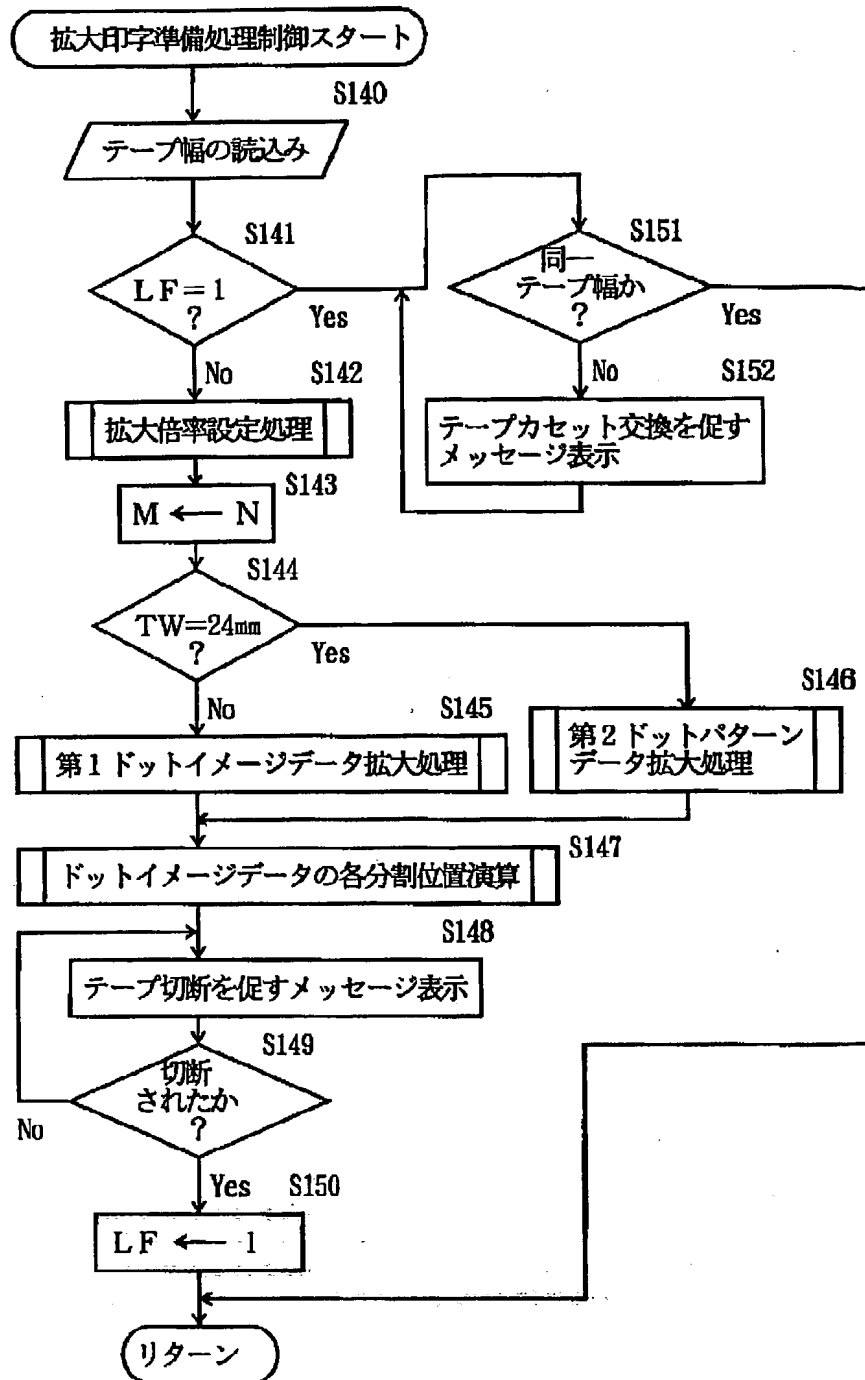 拡大印字準備処理制御スタート
S140
テープ幅の読込み
S141
LF=1
?
Yes
No
S151
同一
テープ幅か
?
Yes
No
S152
テープカセット交換を促す
メッセージ表示
S142
拡大倍率設定処理
S143
M ← N
S144
TW=24mm
?
Yes
No
S145
第1ドットイメージデータ拡大処理
S146
第2ドットパターン
データ拡大処理
S147
ドットイメージデータの各分割位置演算
S148
テープ切断を促すメッセージ表示
S149
切断
されたか
?
No
Yes
S150
LF ← 1
リターン